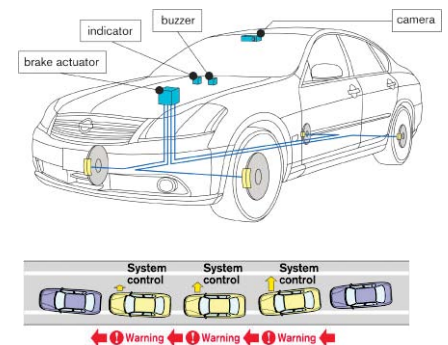 buzzer
camera
indicator
brake actuator
System
control
System
control
System
control
Warning
Warning
Warning